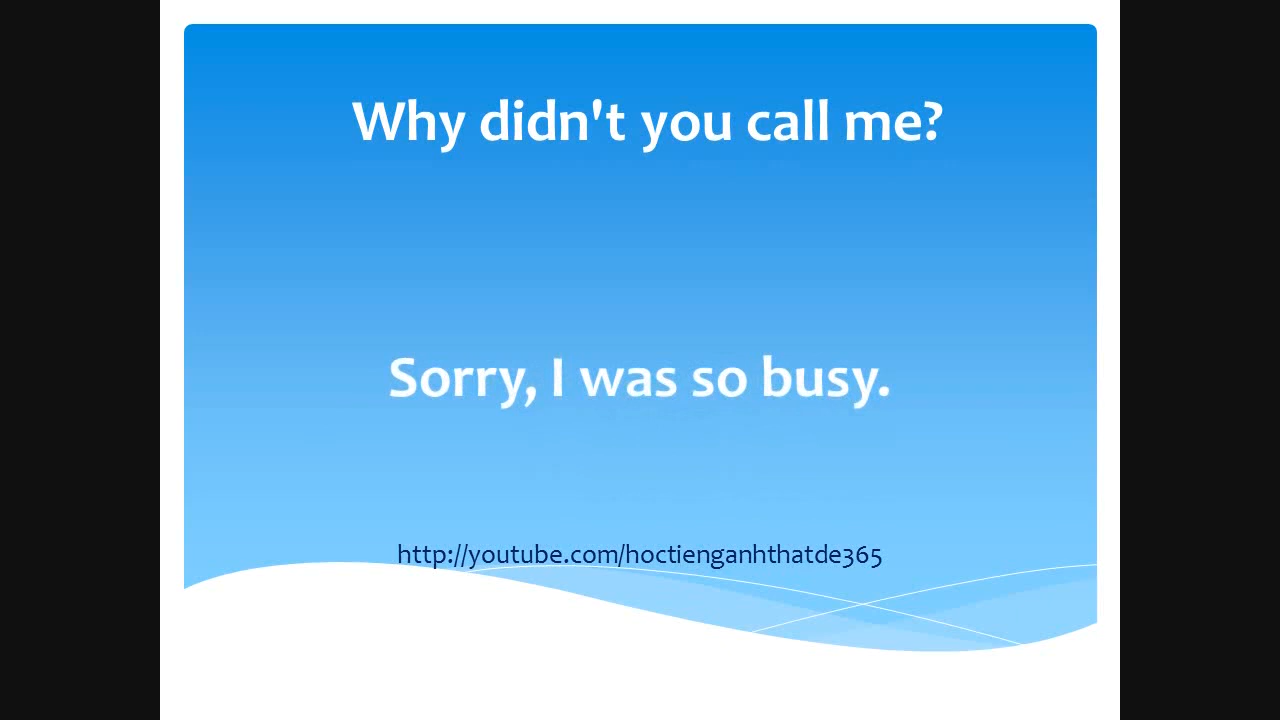 Why didn't you call me?
Sorry, I was so busy.
http://youtube.com/hoctienganhthatde365